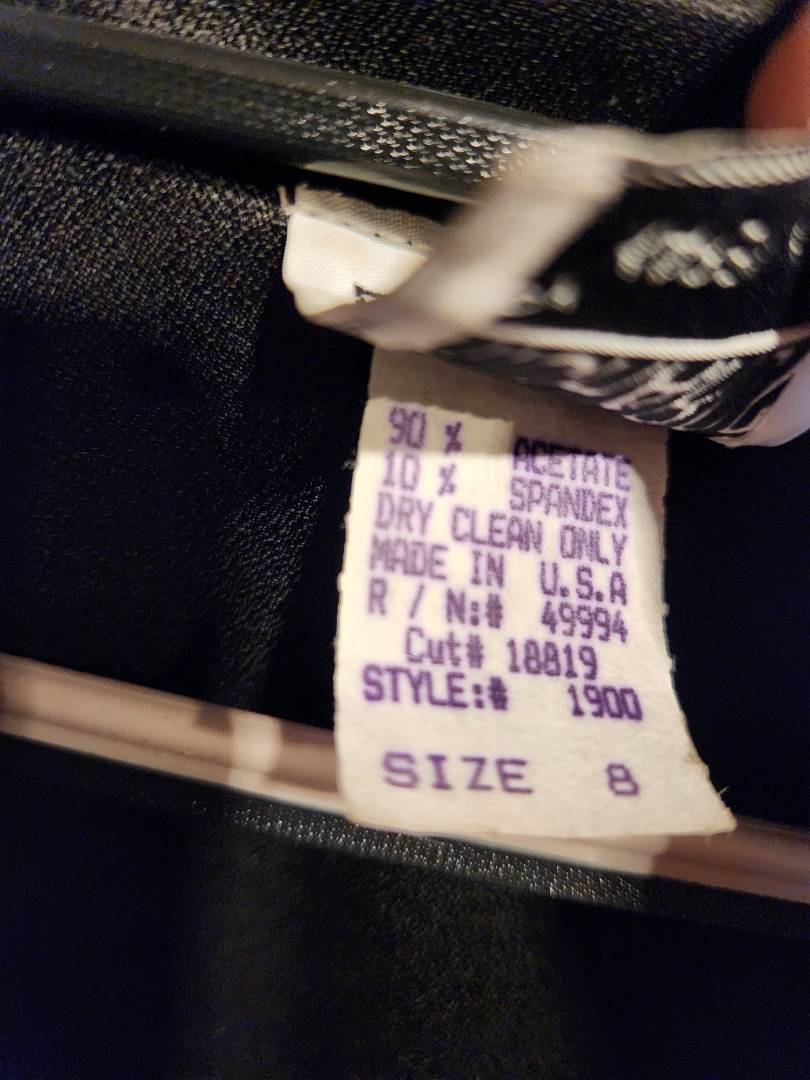 90 % ACETATE
10 % SPANDEX
DRY CLEAN ONLY
MADE IN U.S.A
R / N:# 49994
Cut# 18819
STYLE:# 1900
SIZE 8